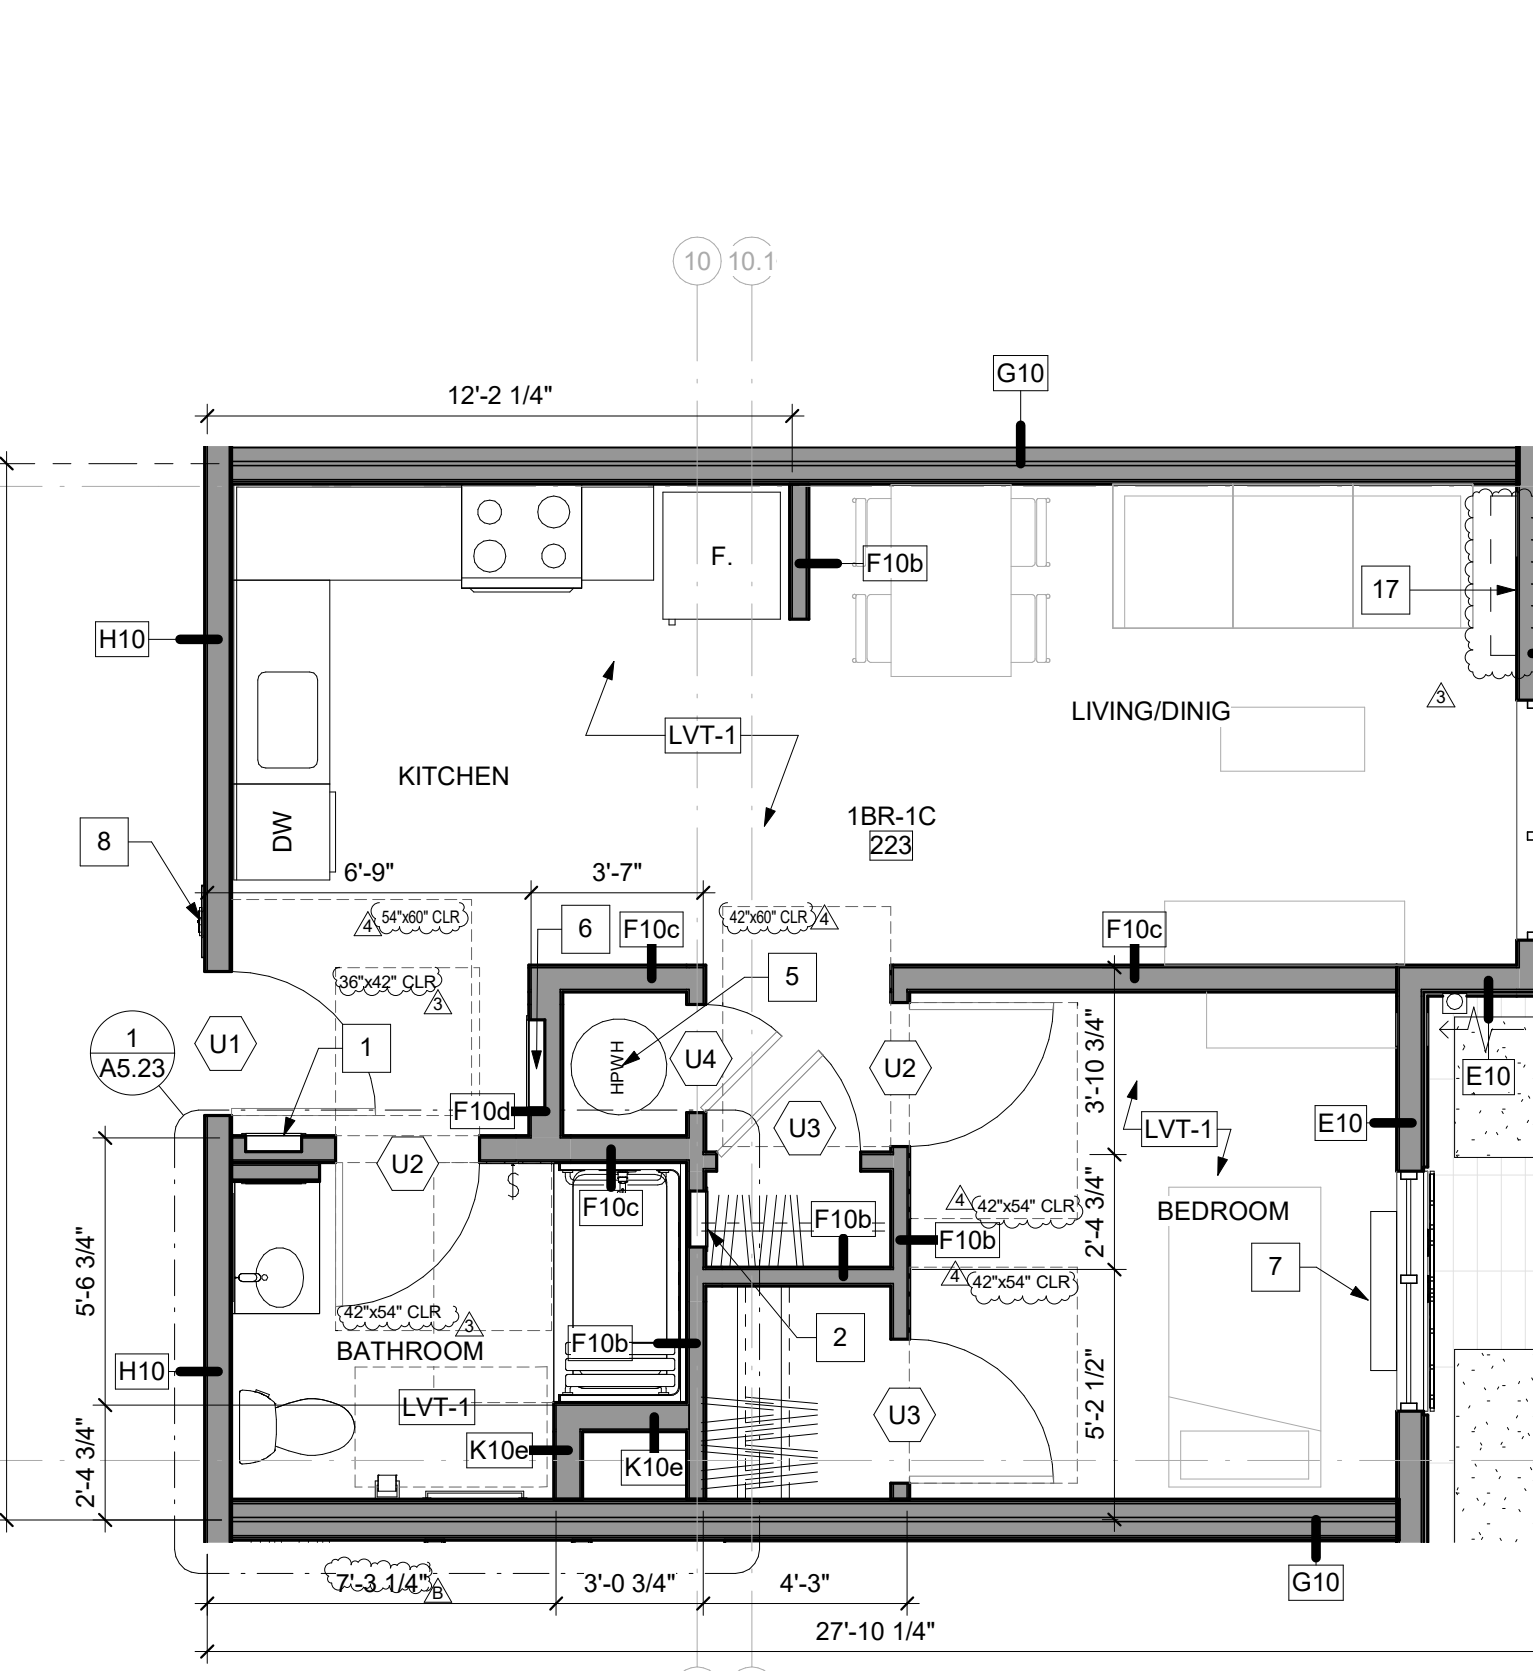 10 10.1
G10
12'-2 1/4"
F.
F10b
17
H10
3
LIVING/DINIG
LVT-1
KITCHEN
1BR-1C
223
DW
8
6'-9" 3'-7"
4 54"x60" CLR
6
F10c
42"x60" CLR 4
F10c
36"x42" CLR
3
5
1
A5.23
U1
1
HPWH
U4
U2
3'-10 3/4"
E10
F10d
U3
LVT-1
E10
U2
$
F10c
4 42"x54" CLR
F10b
F10b
2'-4 3/4"
BEDROOM
5'-6 3/4"
4 42"x54" CLR
7
42"x54" CLR
3
BATHROOM
F10b
2
H10
LVT-1
U3
5'-2 1/2"
K10e
K10e
2'-4 3/4"
G10
7'-3 1/4" B
3'-0 3/4"
4'-3"
27'-10 1/4"